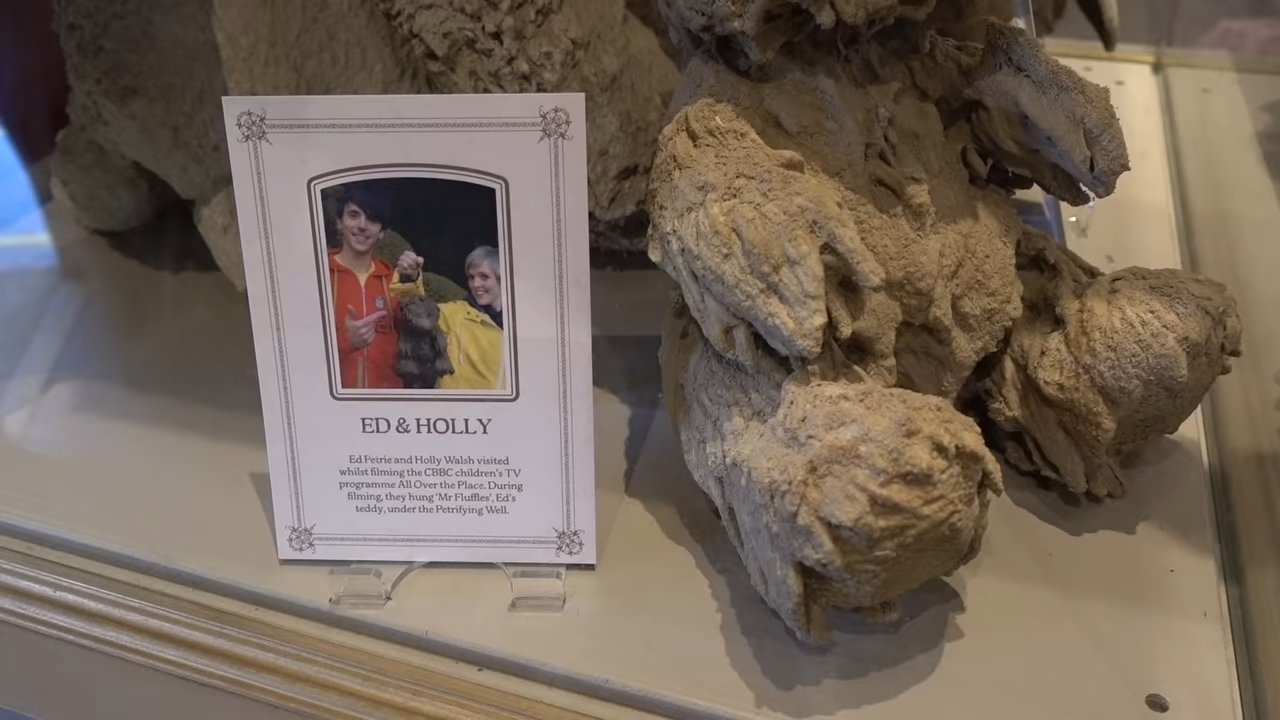 ED & HOLLY
Ed Petrie and Holly Walsh visited
whilst filming the CBBC children's TV
programme All Over the Place. During
filming, they hung 'Mr Fluffles', Ed's
teddy, under the Petrifying Well.